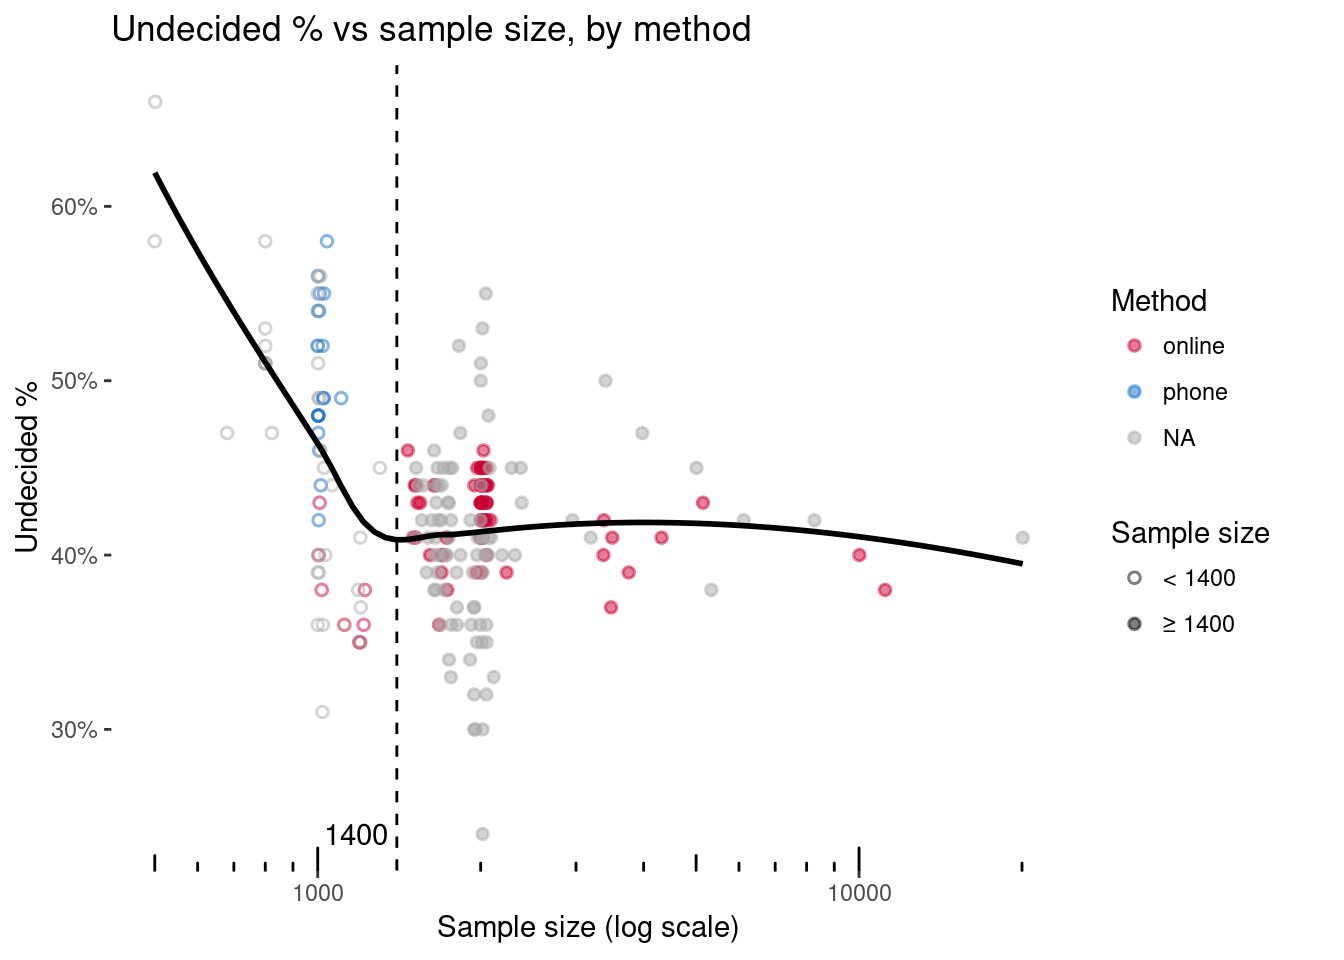 Undecided % vs sample size, by method
Undecided %
60%
50%
40%
30%
1400
1000
10000
Sample size (log scale)
Method
online
phone
NA
Sample size
< 1400
≥ 1400